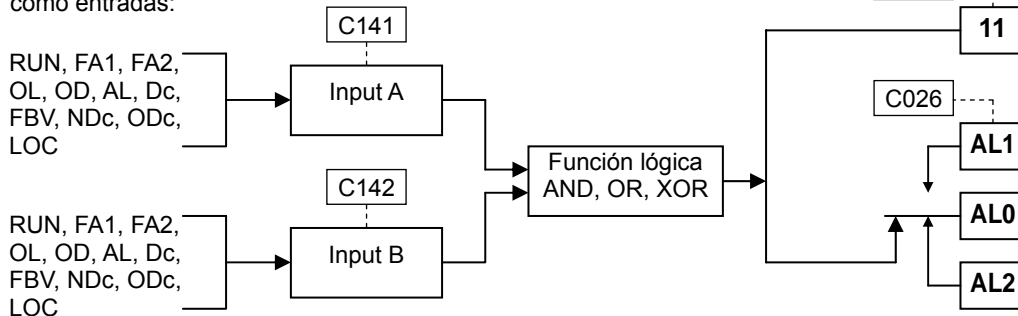 como entradas:
C141
RUN, FA1, FA2,
OL, OD, AL, Dc,
FBV, NDc, ODc,
LOC
Input A
C142
RUN, FA1, FA2,
OL, OD, AL, Dc,
FBV, NDc, ODc,
LOC
Input B
Función lógica
AND, OR, XOR
11
C026
AL1
AL0
AL2